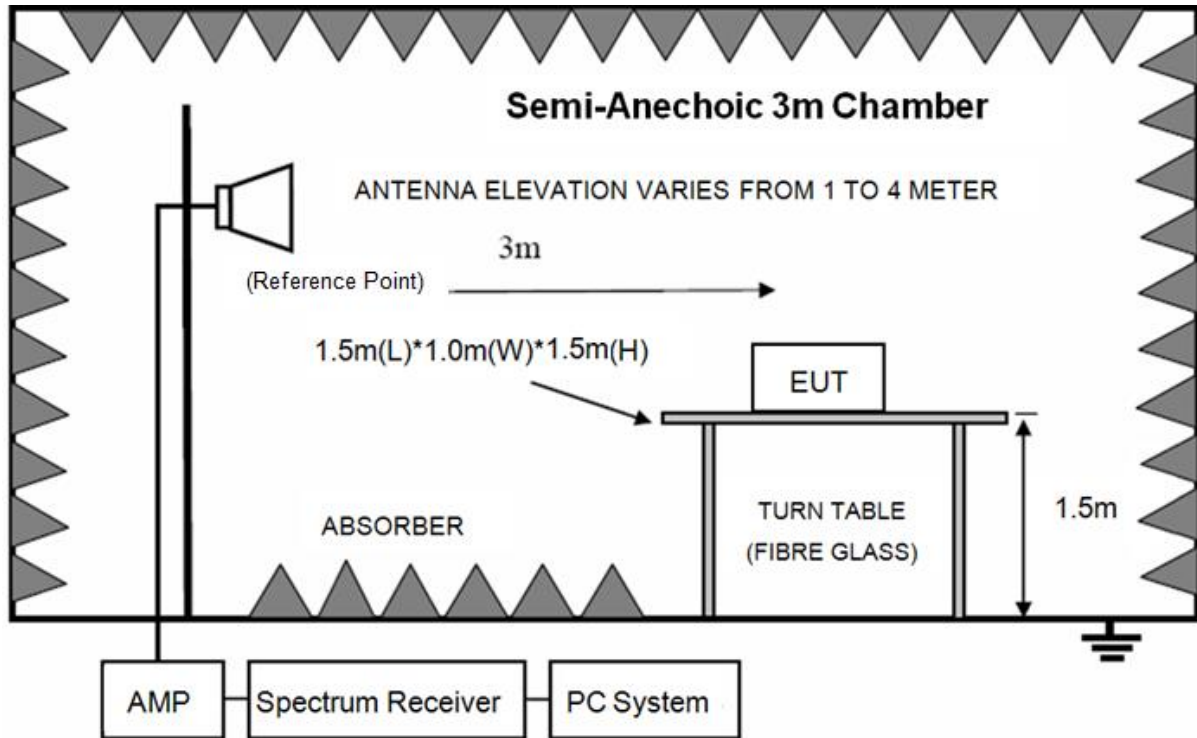 Semi-Anechoic 3m Chamber
ANTENNA ELEVATION VARIES FROM 1 TO 4 METER
3m
(Reference Point)
1.5m(L)*1.0m(W)*1.5m(H)
EUT
ABSORBER
TURN TABLE
(FIBRE GLASS)
1.5m
AMP
Spectrum Receiver
PC System